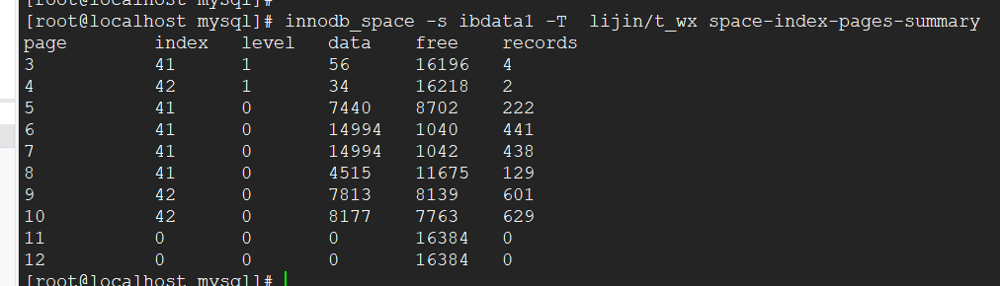 [root@localhost mysql]#
[root@localhost mysql]# innodb_space -s ibdata1 -T  lijin/t_wx space-index-pages-summary
page        index   level   data    free    records
3           41      1       56      16196   4
4           42      1       34      16218   2
5           41      0       7440    8702    222
6           41      0       14994   1040    441
7           41      0       14994   1042    438
8           41      0       4515    11675   129
9           42      0       7813    8139    601
10          42      0       8177    7763    629
11          0       0       0       16384   0
12          0       0       0       16384   0
[root@localhost mysql]#